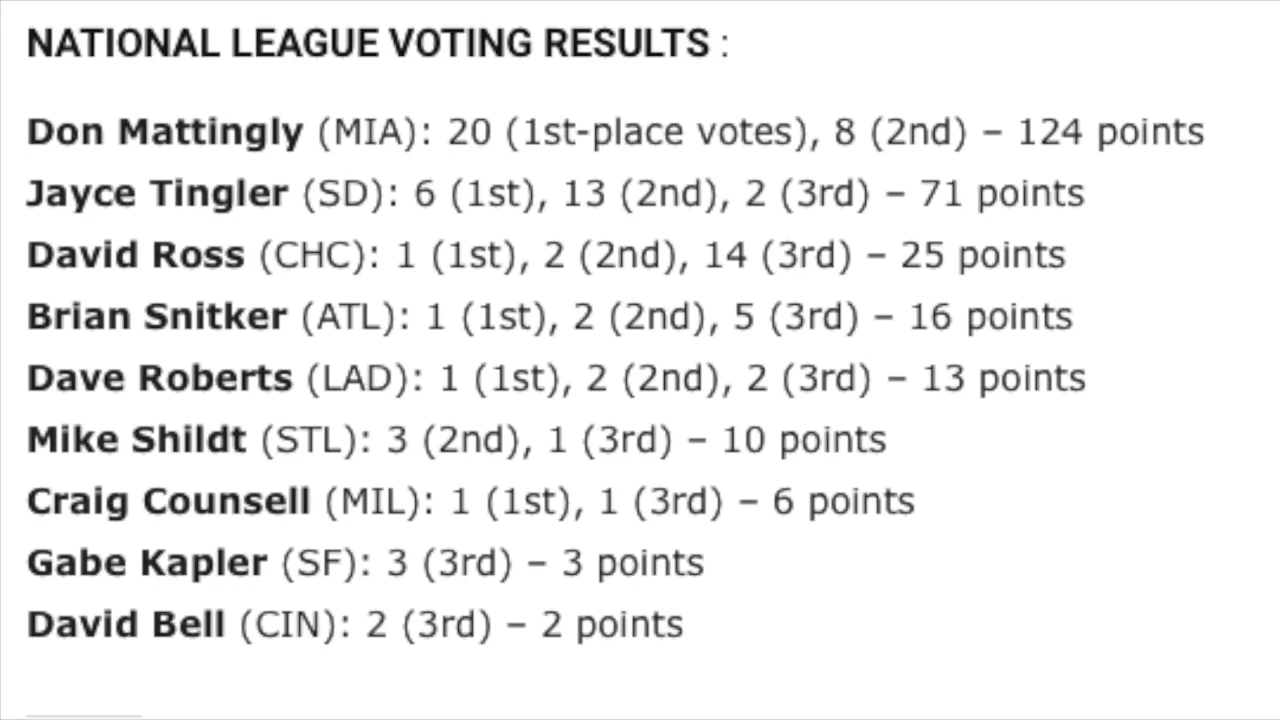 NATIONAL LEAGUE VOTING RESULTS :
Don Mattingly (MIA): 20 (1st-place votes), 8 (2nd) – 124 points
Jayce Tingler (SD): 6 (1st), 13 (2nd), 2 (3rd) – 71 points
David Ross (CHC): 1 (1st), 2 (2nd), 14 (3rd) – 25 points
Brian Snitker (ATL): 1 (1st), 2 (2nd), 5 (3rd) – 16 points
Dave Roberts (LAD): 1 (1st), 2 (2nd), 2 (3rd) – 13 points
Mike Shildt (STL): 3 (2nd), 1 (3rd) – 10 points
Craig Counsell (MIL): 1 (1st), 1 (3rd) – 6 points
Gabe Kapler (SF): 3 (3rd) – 3 points
David Bell (CIN): 2 (3rd) – 2 points